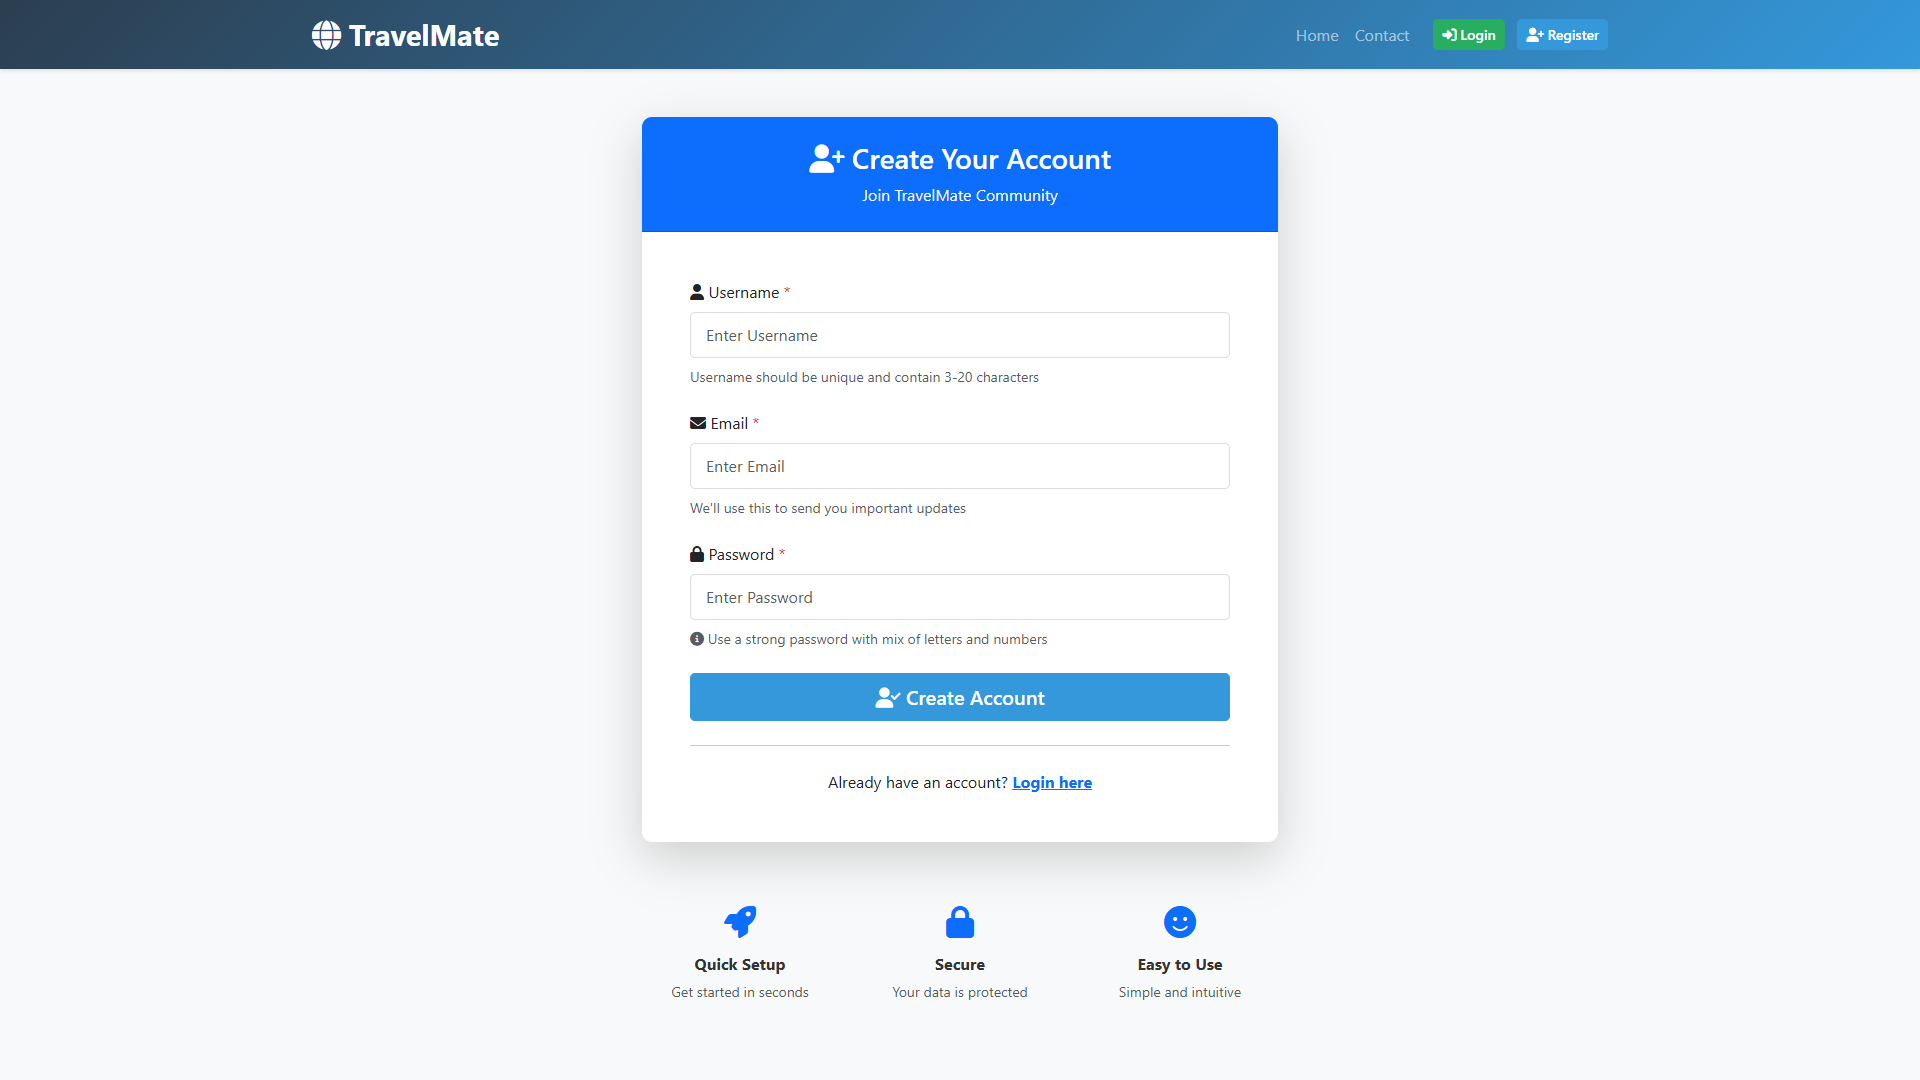 TravelMate
Home Contact Login Register
Create Your Account
Join TravelMate Community
Username *
Enter Username
Username should be unique and contain 3-20 characters
Email *
Enter Email
We'll use this to send you important updates
Password *
Enter Password
Use a strong password with mix of letters and numbers
Create Account
Already have an account? Login here
Quick Setup
Get started in seconds
Secure
Your data is protected
Easy to Use
Simple and intuitive